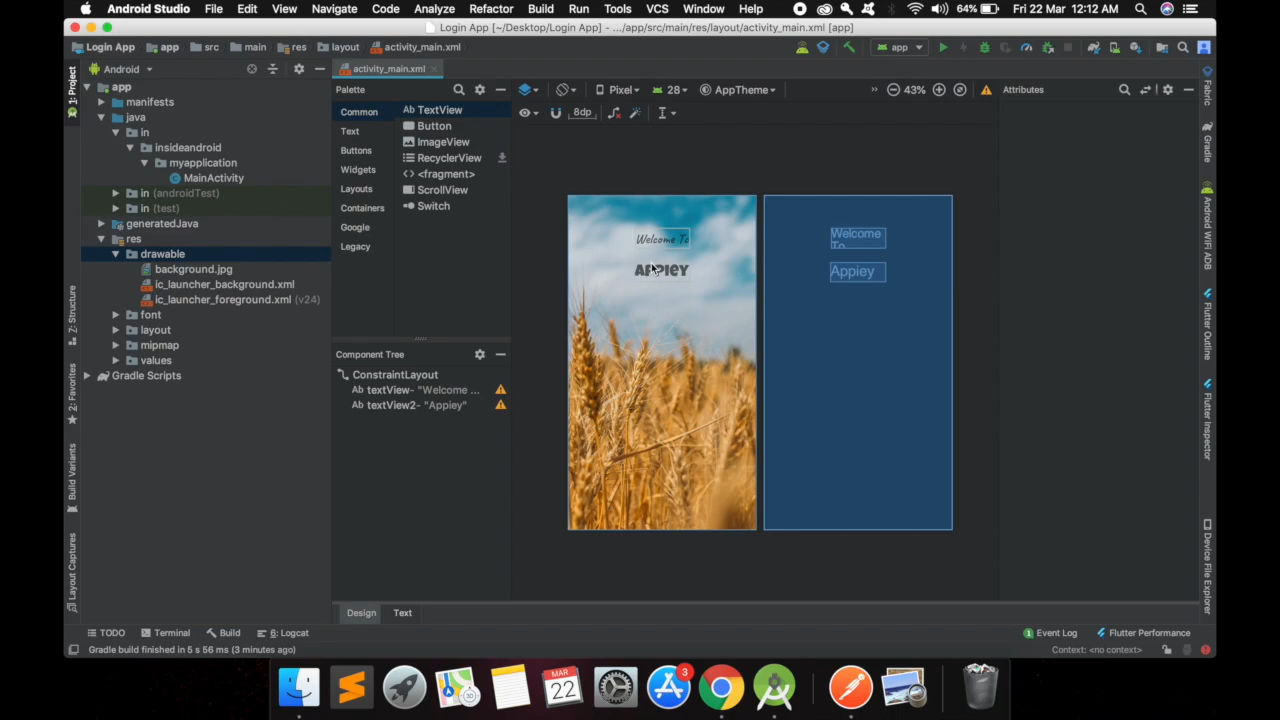 Android Studio File Edit View Navigate Code Analyze Refactor Build Run Tools VCS Window Help 64% Fri 22 Mar 12:12 AM
Login App [~/Desktop/Login App] - .../app/src/main/res/layout/activity_main.xml [app]
Login App app src main res layout activity_main.xml app
1: Project
7: Structure
2: Favorites
Build Variants
Layout Captures
Android
app
manifests
java
in
insideandroid
myapplication
MainActivity
in (androidTest)
in (test)
generatedJava
res
drawable
background.jpg
ic_launcher_background.xml
ic_launcher_foreground.xml (v24)
font
layout
mipmap
values
Gradle Scripts
activity_main.xml
Palette
Common
Text
Buttons
Widgets
Layouts
Containers
Google
Legacy
Ab TextView
Button
ImageView
RecyclerView
<> <fragment>
ScrollView
Switch
Component Tree
ConstraintLayout
Ab textView- "Welcome ...
Ab textView2- "Appiey"
Pixel 28 AppTheme 43%
8dp
Welcome To
APPIEY
Welcome
To
Appiey
Attributes
Fabric
Gradle
Android WiFi ADB
Flutter Outline
Flutter Inspector
Device File Explorer
Design Text
TODO Terminal Build 6: Logcat 1 Event Log Flutter Performance
Gradle build finished in 5 s 56 ms (3 minutes ago) Context: <no context>
MAR
22
3
3D